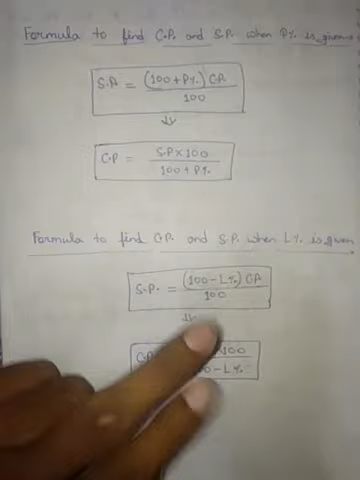 Formula to find C.P. and S.P. when P% is given
S.P. = (100+P%) C.P.
100
C.P = S.P×100
100+P%
Formula to find C.P. and S.P. when L% is given
S.P. = (100-L%) C.P.
100
C.P 100
-L%